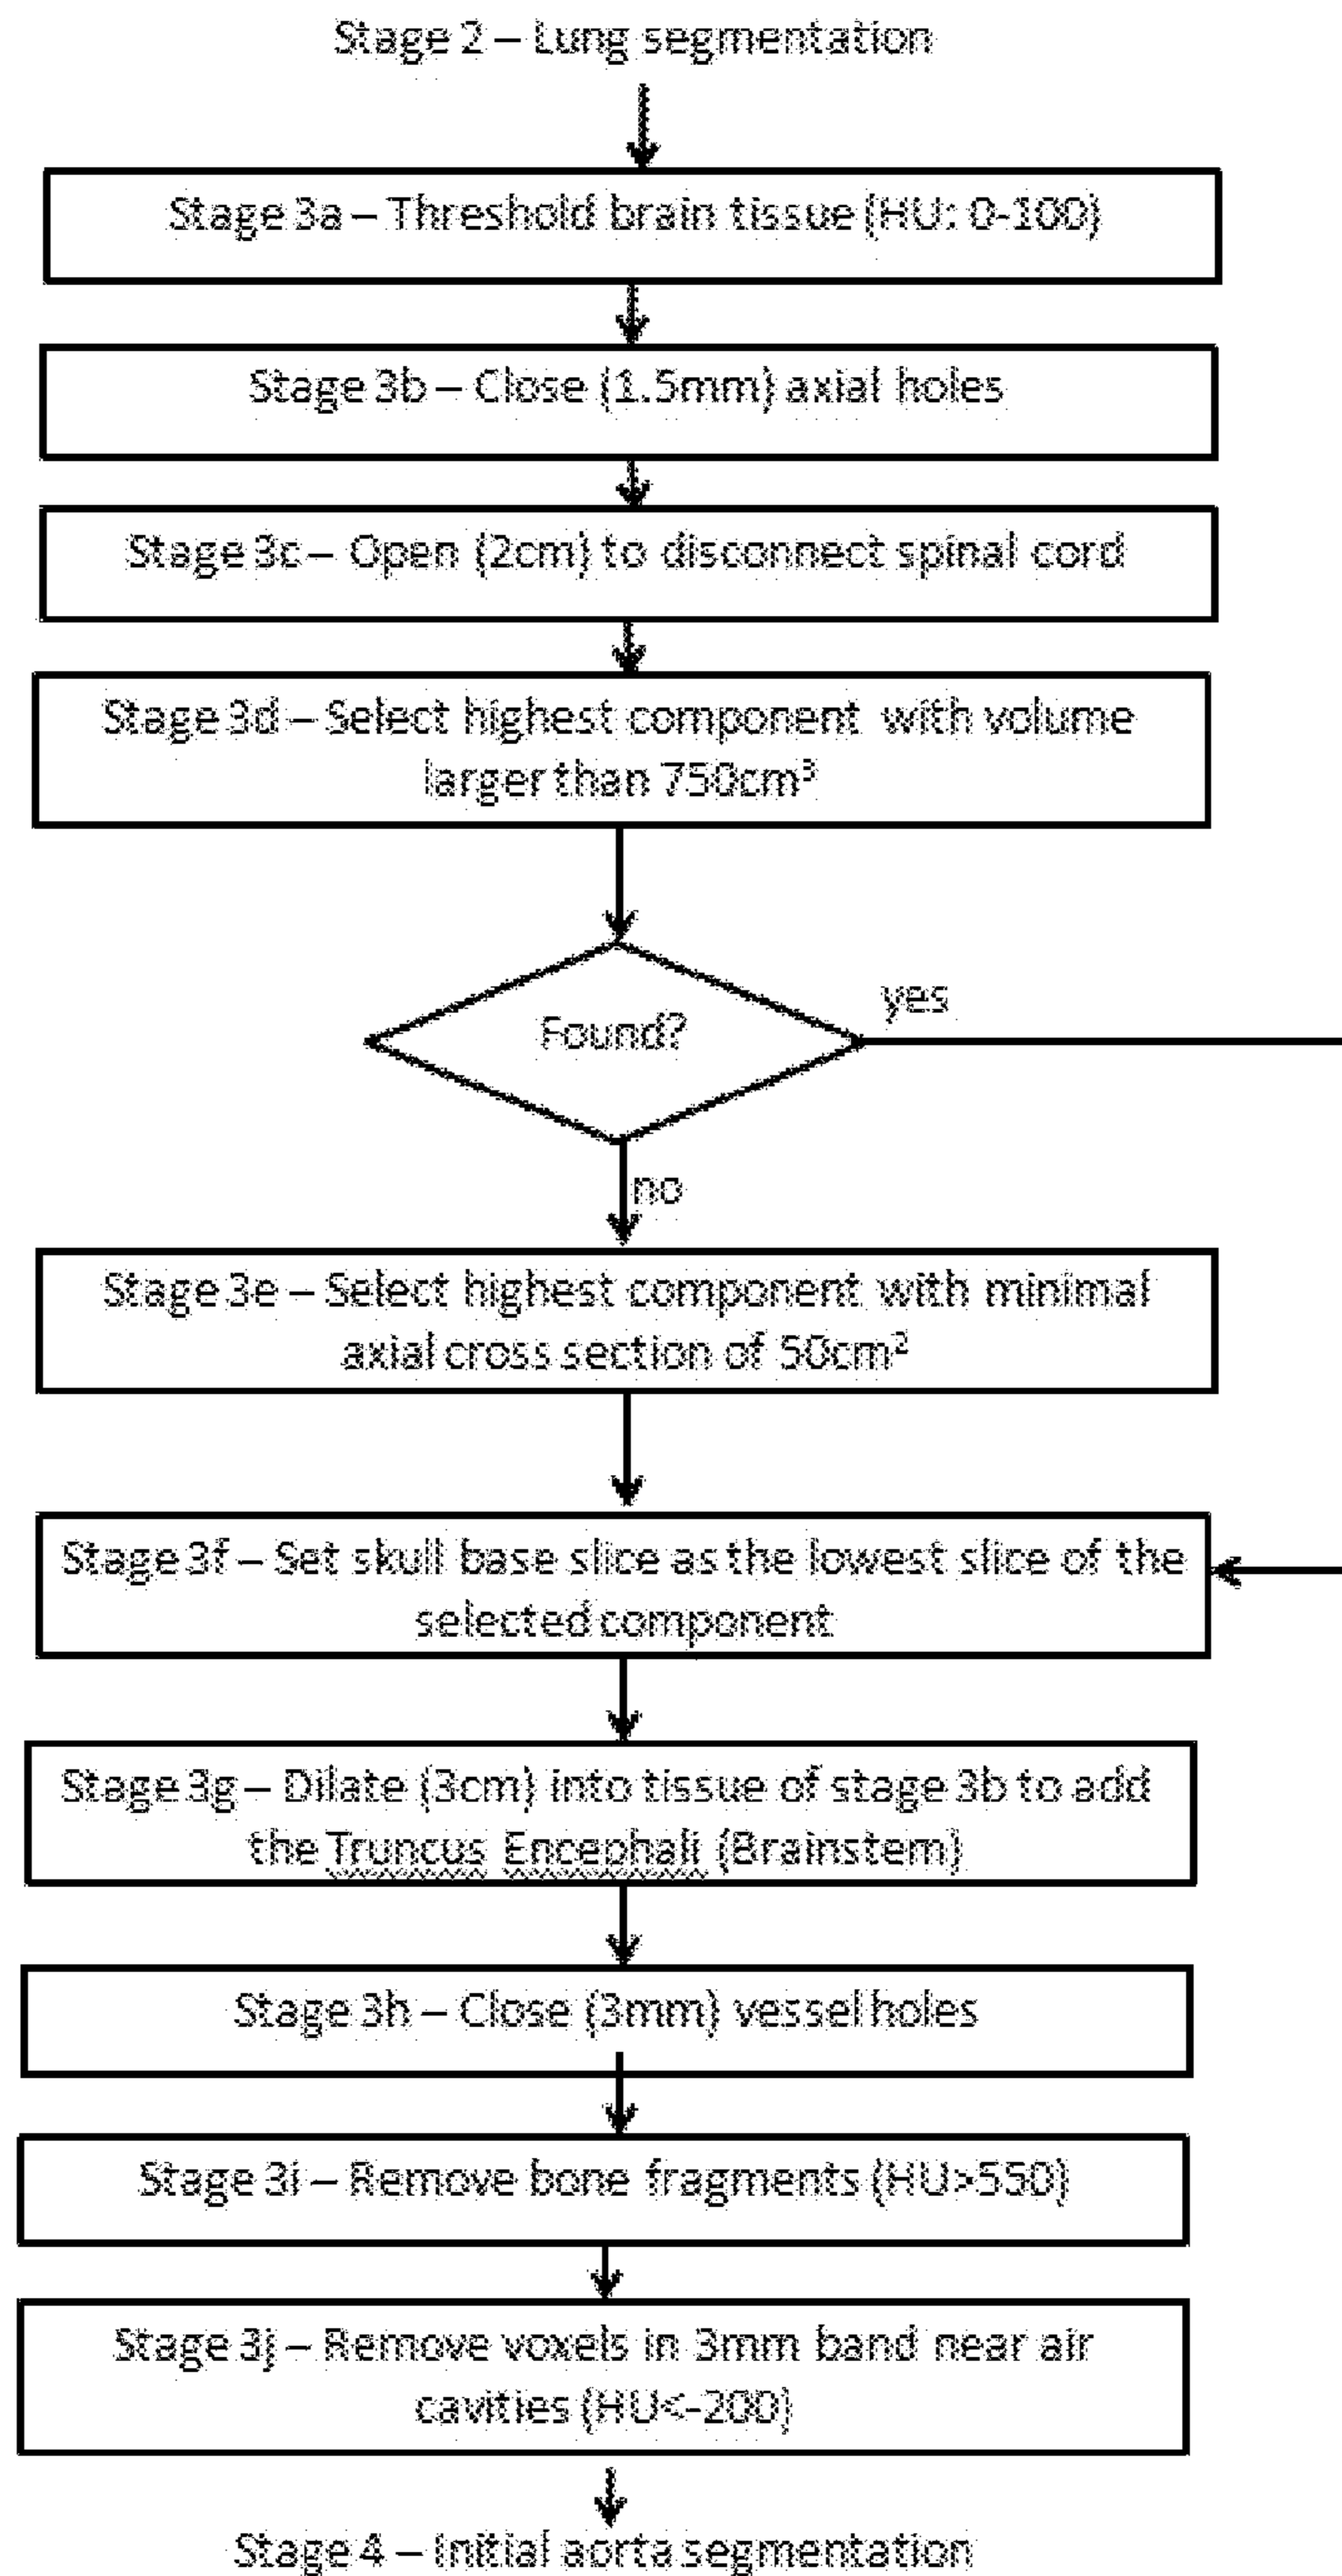 Stage 2 – Lung segmentation
Stage 3a – Threshold brain tissue (HU: 0-100)
Stage 3b – Close (1.5mm) axial holes
Stage 3c – Open (2cm) to disconnect spinal cord
Stage 3d – Select highest component with volume
larger than 750cm³
Found?
yes
no
Stage 3e – Select highest component with minimal
axial cross section of 50cm²
Stage 3f – Set skull base slice as the lowest slice of the
selected component
Stage 3g – Dilate (3cm) into tissue of stage 3b to add
the Truncus Encephali (Brainstem)
Stage 3h – Close (3mm) vessel holes
Stage 3i – Remove bone fragments (HU>550)
Stage 3j – Remove voxels in 3mm band near air
cavities (HU<-200)
Stage 4 – Initial aorta segmentation